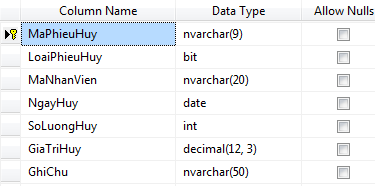 Column Name Data Type Allow Nulls
MaPhieuHuy nvarchar(9)
LoaiPhieuHuy bit
MaNhanVien nvarchar(20)
NgayHuy date
SoLuongHuy int
GiaTriHuy decimal(12, 3)
GhiChu nvarchar(50)